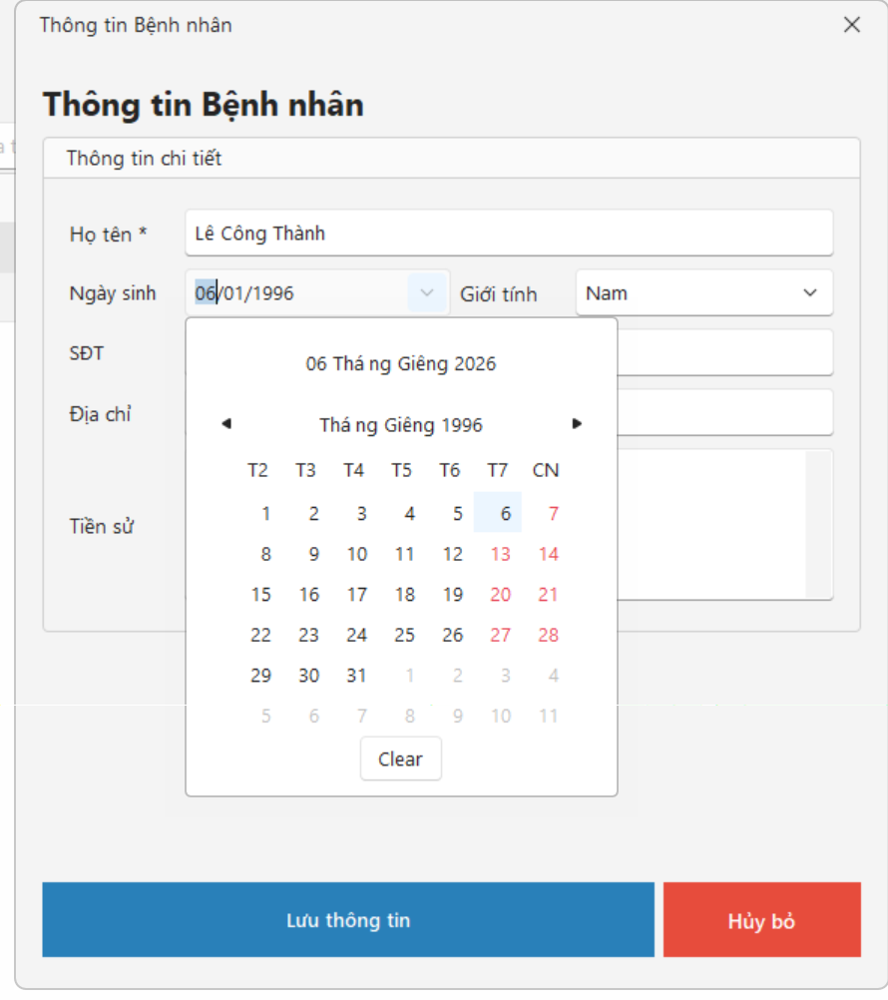 Thông tin Bệnh nhân
Thông tin Bệnh nhân
Thông tin chi tiết
Họ tên * Lê Công Thành
Ngày sinh 06/01/1996 Giới tính Nam
SĐT
06 Tháng Giêng 2026
Địa chỉ
Tháng Giêng 1996
T2 T3 T4 T5 T6 T7 CN
1 2 3 4 5 6 7
Tiền sử
8 9 10 11 12 13 14
15 16 17 18 19 20 21
22 23 24 25 26 27 28
29 30 31 1 2 3 4
5 6 7 8 9 10 11
Clear
Lưu thông tin Hủy bỏ